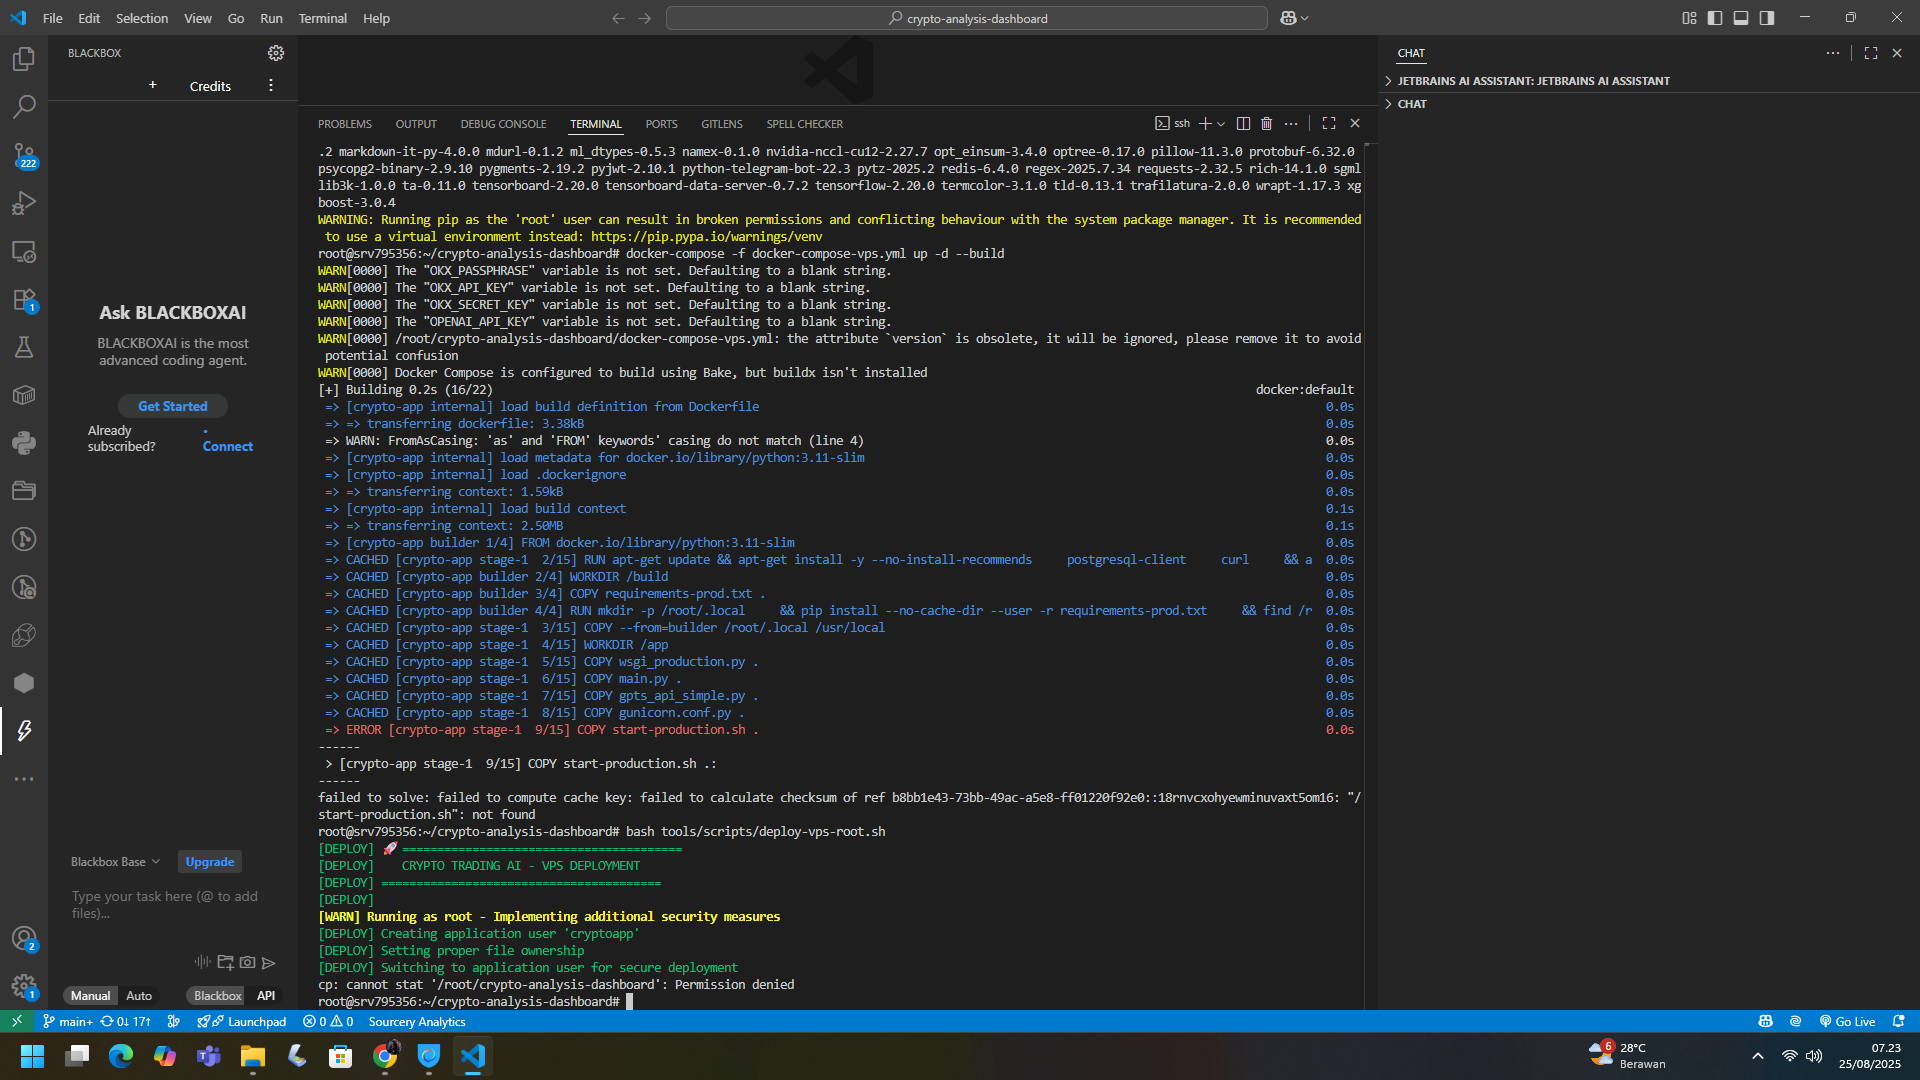 File Edit Selection View Go Run Terminal Help
crypto-analysis-dashboard
BLACKBOX
+ Credits
222
1
Ask BLACKBOXAI
BLACKBOXAI is the most
advanced coding agent.
Get Started
Already
subscribed?
• Connect
Blackbox Base
Upgrade
Type your task here (@ to add
files)...
Manual Auto Blackbox API
2
1
PROBLEMS OUTPUT DEBUG CONSOLE TERMINAL PORTS GITLENS SPELL CHECKER
ssh
.2 markdown-it-py-4.0.0 mdurl-0.1.2 ml_dtypes-0.5.3 namex-0.1.0 nvidia-nccl-cu12-2.27.7 opt_einsum-3.4.0 optree-0.17.0 pillow-11.3.0 protobuf-6.32.0
psycopg2-binary-2.9.10 pygments-2.19.2 pyjwt-2.10.1 python-telegram-bot-22.3 pytz-2025.2 redis-6.4.0 regex-2025.7.34 requests-2.32.5 rich-14.1.0 sgml
lib3k-1.0.0 ta-0.11.0 tensorboard-2.20.0 tensorboard-data-server-0.7.2 tensorflow-2.20.0 termcolor-3.1.0 tld-0.13.1 trafilatura-2.0.0 wrapt-1.17.3 xg
boost-3.0.4
WARNING: Running pip as the 'root' user can result in broken permissions and conflicting behaviour with the system package manager. It is recommended
to use a virtual environment instead: https://pip.pypa.io/warnings/venv
root@srv795356:~/crypto-analysis-dashboard# docker-compose -f docker-compose-vps.yml up -d --build
WARN[0000] The "OKX_PASSPHRASE" variable is not set. Defaulting to a blank string.
WARN[0000] The "OKX_API_KEY" variable is not set. Defaulting to a blank string.
WARN[0000] The "OKX_SECRET_KEY" variable is not set. Defaulting to a blank string.
WARN[0000] The "OPENAI_API_KEY" variable is not set. Defaulting to a blank string.
WARN[0000] /root/crypto-analysis-dashboard/docker-compose-vps.yml: the attribute `version` is obsolete, it will be ignored, please remove it to avoid
potential confusion
WARN[0000] Docker Compose is configured to build using Bake, but buildx isn't installed
[+] Building 0.2s (16/22) docker:default
=> [crypto-app internal] load build definition from Dockerfile 0.0s
=> => transferring dockerfile: 3.38kB 0.0s
=> WARN: FromAsCasing: 'as' and 'FROM' keywords' casing do not match (line 4) 0.0s
=> [crypto-app internal] load metadata for docker.io/library/python:3.11-slim 0.0s
=> [crypto-app internal] load .dockerignore 0.0s
=> => transferring context: 1.59kB 0.0s
=> [crypto-app internal] load build context 0.1s
=> => transferring context: 2.50MB 0.1s
=> [crypto-app builder 1/4] FROM docker.io/library/python:3.11-slim 0.0s
=> CACHED [crypto-app stage-1 2/15] RUN apt-get update && apt-get install -y --no-install-recommends postgresql-client curl && a 0.0s
=> CACHED [crypto-app builder 2/4] WORKDIR /build 0.0s
=> CACHED [crypto-app builder 3/4] COPY requirements-prod.txt . 0.0s
=> CACHED [crypto-app builder 4/4] RUN mkdir -p /root/.local && pip install --no-cache-dir --user -r requirements-prod.txt && find /r 0.0s
=> CACHED [crypto-app stage-1 3/15] COPY --from=builder /root/.local /usr/local 0.0s
=> CACHED [crypto-app stage-1 4/15] WORKDIR /app 0.0s
=> CACHED [crypto-app stage-1 5/15] COPY wsgi_production.py . 0.0s
=> CACHED [crypto-app stage-1 6/15] COPY main.py . 0.0s
=> CACHED [crypto-app stage-1 7/15] COPY gpts_api_simple.py . 0.0s
=> CACHED [crypto-app stage-1 8/15] COPY gunicorn.conf.py . 0.0s
=> ERROR [crypto-app stage-1 9/15] COPY start-production.sh . 0.0s
------
> [crypto-app stage-1 9/15] COPY start-production.sh .:
------
failed to solve: failed to compute cache key: failed to calculate checksum of ref b8bb1e43-73bb-49ac-a5e8-ff01220f92e0::18rnvcxohyewminuvaxt5om16: "/
start-production.sh": not found
root@srv795356:~/crypto-analysis-dashboard# bash tools/scripts/deploy-vps-root.sh
[DEPLOY] 🚀 ========================================
[DEPLOY] CRYPTO TRADING AI - VPS DEPLOYMENT
[DEPLOY] ========================================
[DEPLOY]
[WARN] Running as root - Implementing additional security measures
[DEPLOY] Creating application user 'cryptoapp'
[DEPLOY] Setting proper file ownership
[DEPLOY] Switching to application user for secure deployment
cp: cannot stat '/root/crypto-analysis-dashboard': Permission denied
root@srv795356:~/crypto-analysis-dashboard#
CHAT
JETBRAINS AI ASSISTANT: JETBRAINS AI ASSISTANT
CHAT
main+ 0↓ 17↑ Launchpad 0 0 Sourcery Analytics
Go Live
6
28°C
Berawan
07.23
25/08/2025